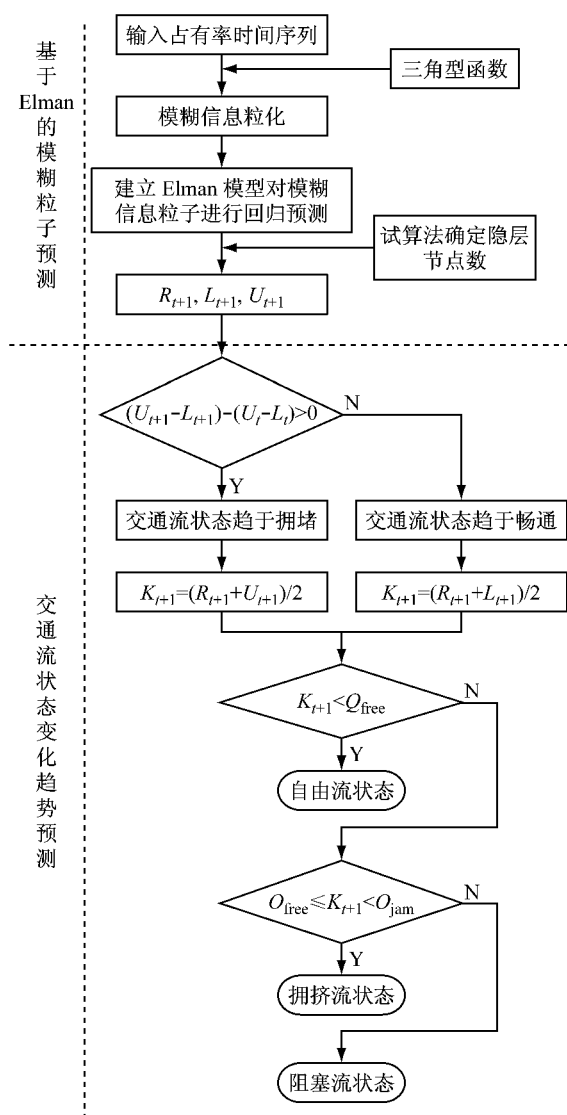 基于 Elman 的模糊粒子预测
输入占有率时间序列
三角型函数
模糊信息粒化
建立 Elman 模型对模糊
信息粒子进行回归预测
试算法确定隐层
节点数
R_{t+1}, L_{t+1}, U_{t+1}
交通流状态变化趋势预测
(U_{t+1}-L_{t+1})-(U_t-L_t)>0
N
Y
交通流状态趋于拥堵
交通流状态趋于畅通
K_{t+1}=(R_{t+1}+U_{t+1})/2
K_{t+1}=(R_{t+1}+L_{t+1})/2
K_{t+1}<Q_{free}
N
Y
自由流状态
O_{free}≤K_{t+1}<O_{jam}
N
Y
拥挤流状态
阻塞流状态